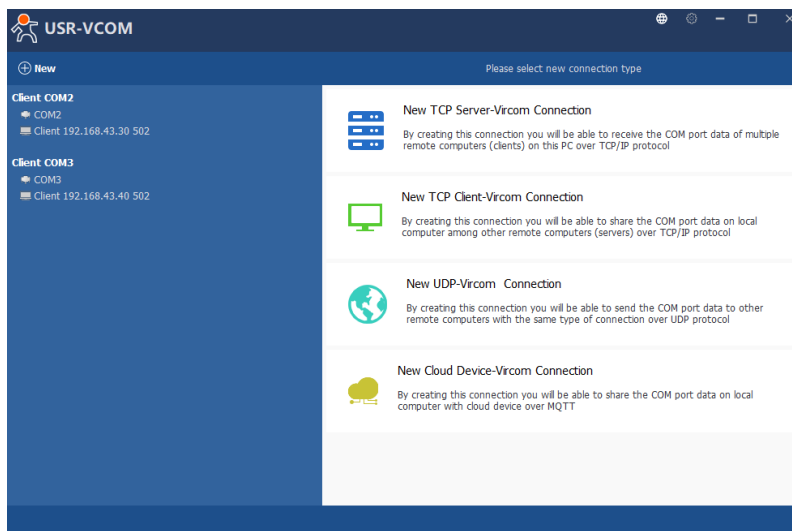 USR-VCOM
New
Please select new connection type
Client COM2
COM2
Client 192.168.43.30 502
Client COM3
COM3
Client 192.168.43.40 502
New TCP Server-Vircom Connection
By creating this connection you will be able to receive the COM port data of multiple
remote computers (clients) on this PC over TCP/IP protocol
New TCP Client-Vircom Connection
By creating this connection you will be able to share the COM port data on local
computer among other remote computers (servers) over TCP/IP protocol
New UDP-Vircom Connection
By creating this connection you will be able to send the COM port data to other
remote computers with the same type of connection over UDP protocol
New Cloud Device-Vircom Connection
By creating this connection you will be able to share the COM port data on local
computer with cloud device over MQTT